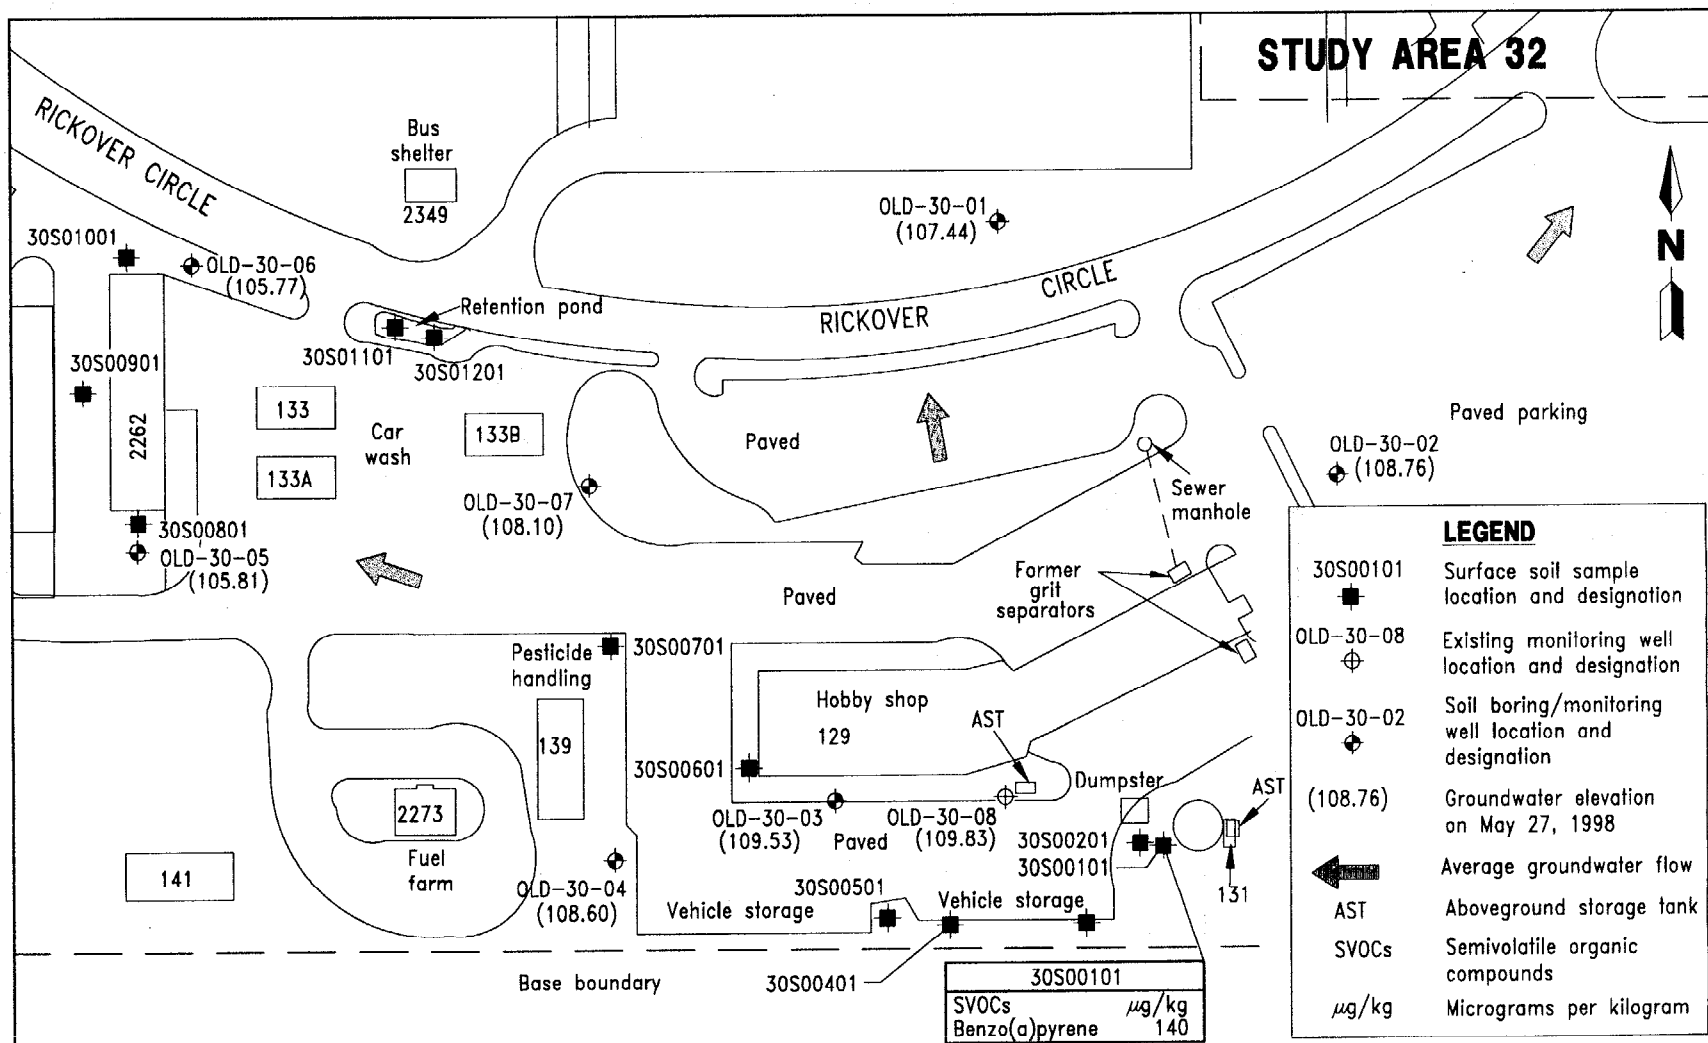 STUDY AREA 32
RICKOVER CIRCLE
Bus
shelter
2349
OLD-30-01
(107.44)
N
30S01001
OLD-30-06
(105.77)
Retention pond
CIRCLE
RICKOVER
30S01101
30S01201
30S00901
2262
133
133A
Car
wash
133B
Paved
Paved parking
OLD-30-02
(108.76)
OLD-30-07
(108.10)
Sewer
manhole
30S00801
OLD-30-05
(105.81)
Paved
Former
grit
separators
Pesticide
handling
30S00701
139
Hobby shop
129
AST
30S00601
Dumpster
AST
2273
Fuel
farm
OLD-30-03
(109.53)
Paved
OLD-30-08
(109.83)
30S00201
30S00101
131
141
OLD-30-04
(108.60)
30S00501
Vehicle storage
Vehicle storage
Base boundary
30S00401
30S00101
SVOCs μg/kg
Benzo(a)pyrene 140
LEGEND
30S00101 Surface soil sample
location and designation
OLD-30-08 Existing monitoring well
location and designation
OLD-30-02 Soil boring/monitoring
well location and
designation
(108.76) Groundwater elevation
on May 27, 1998
Average groundwater flow
AST Aboveground storage tank
SVOCs Semivolatile organic
compounds
μg/kg Micrograms per kilogram